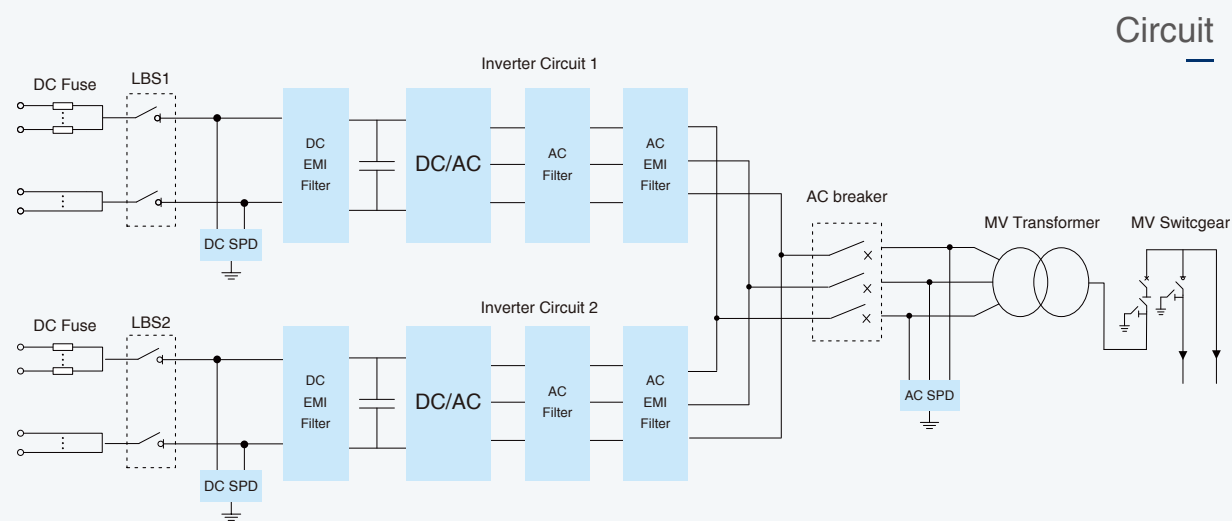 Circuit
Inverter Circuit 1
DC Fuse
LBS1
DC
EMI
Filter
DC/AC
AC
Filter
AC
EMI
Filter
DC SPD
AC breaker
MV Transformer
MV Switcgear
Inverter Circuit 2
DC Fuse
LBS2
DC
EMI
Filter
DC/AC
AC
Filter
AC
EMI
Filter
AC SPD
DC SPD